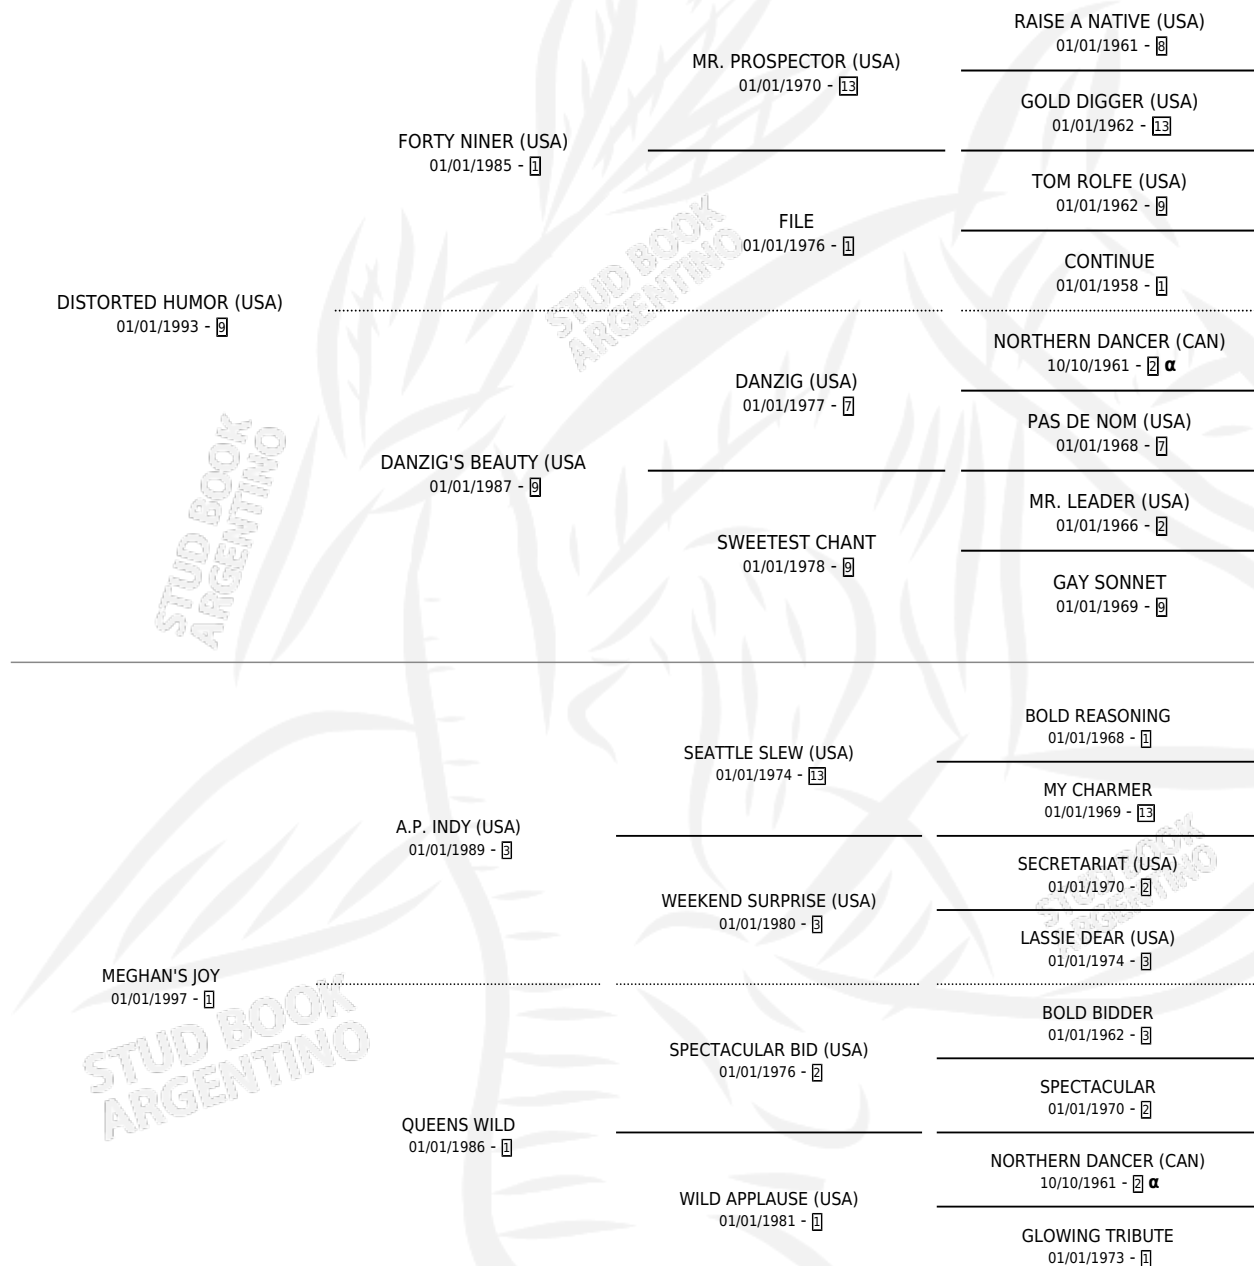 RAISE A NATIVE (USA)
01/01/1961 - 8
MR. PROSPECTOR (USA)
01/01/1970 - 13
GOLD DIGGER (USA)
01/01/1962 - 13
FORTY NINER (USA)
01/01/1985 - 1
TOM ROLFE (USA)
01/01/1962 - 9
FILE
01/01/1976 - 1
CONTINUE
01/01/1958 - 1
DISTORTED HUMOR (USA)
01/01/1993 - 9
NORTHERN DANCER (CAN)
10/10/1961 - 2 α
DANZIG (USA)
01/01/1977 - 7
PAS DE NOM (USA)
01/01/1968 - 7
DANZIG'S BEAUTY (USA
01/01/1987 - 9
MR. LEADER (USA)
01/01/1966 - 2
SWEETEST CHANT
01/01/1978 - 9
GAY SONNET
01/01/1969 - 9
BOLD REASONING
01/01/1968 - 1
SEATTLE SLEW (USA)
01/01/1974 - 13
MY CHARMER
01/01/1969 - 13
A.P. INDY (USA)
01/01/1989 - 3
SECRETARIAT (USA)
01/01/1970 - 2
WEEKEND SURPRISE (USA)
01/01/1980 - 3
LASSIE DEAR (USA)
01/01/1974 - 3
MEGHAN'S JOY
01/01/1997 - 1
BOLD BIDDER
01/01/1962 - 3
SPECTACULAR BID (USA)
01/01/1976 - 2
SPECTACULAR
01/01/1970 - 2
QUEENS WILD
01/01/1986 - 1
NORTHERN DANCER (CAN)
10/10/1961 - 2 α
WILD APPLAUSE (USA)
01/01/1981 - 1
GLOWING TRIBUTE
01/01/1973 - 1
STUD BOOK
ARGENTINO
STUD BOOK
ARGENTINO
STUD BOOK
ARGENTINO
STUD BOOK
ARGENTINO